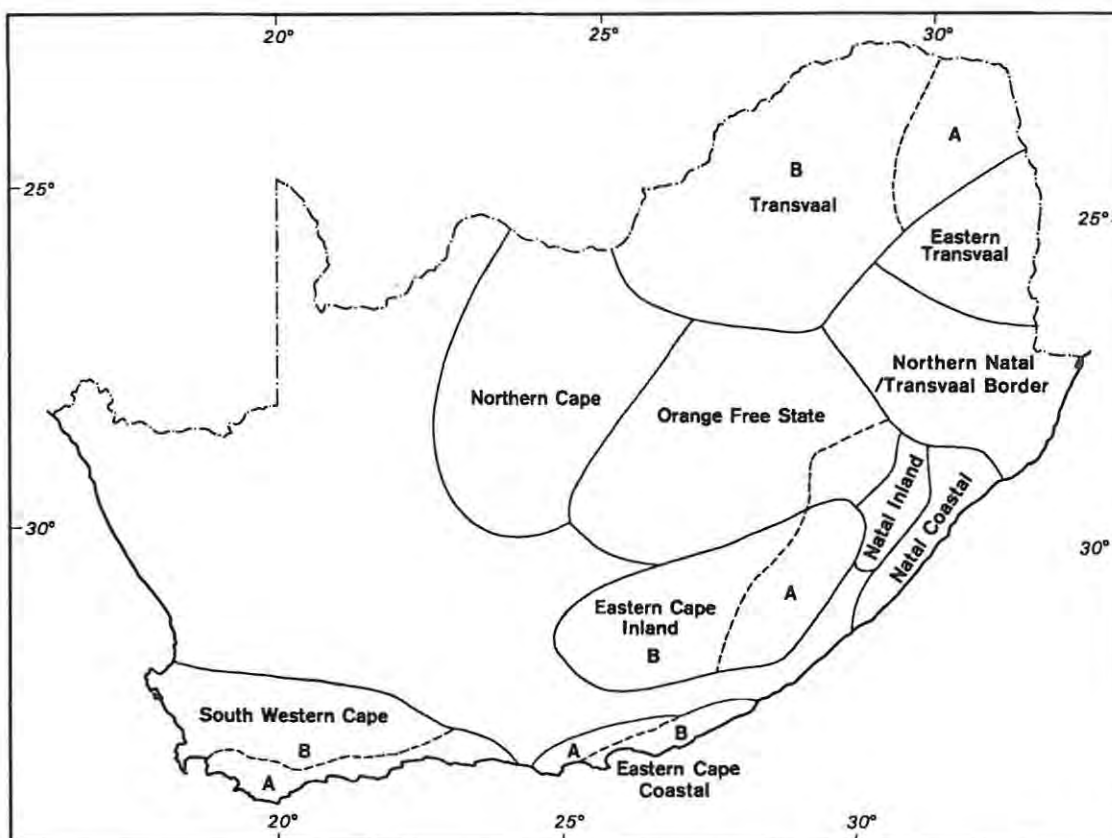 20°
25°
30°
A
B
Transvaal
25°
25°
Eastern
Transvaal
Northern Natal
/Transvaal Border
Northern Cape
Orange Free State
Natal Inland
Natal Coastal
30°
30°
A
Eastern Cape
Inland
B
South Western Cape
B
A
A
B
Eastern Cape
Coastal
20°
25°
30°